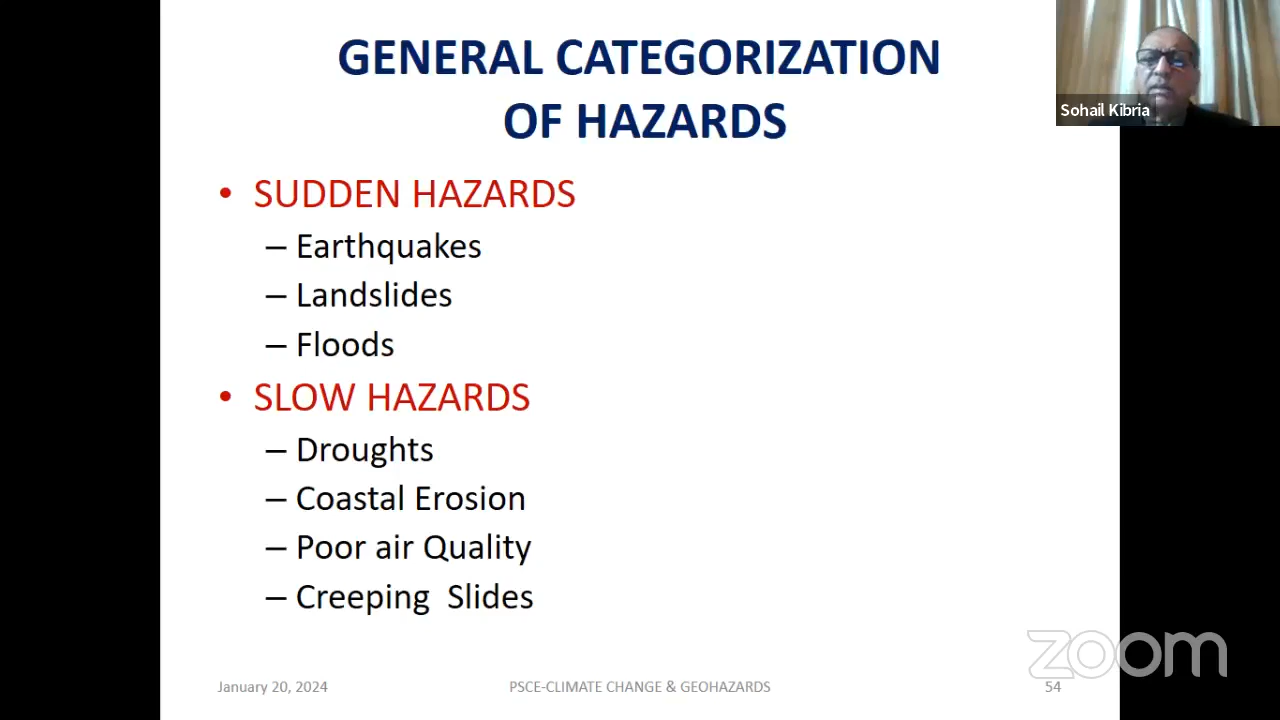 GENERAL CATEGORIZATION
OF HAZARDS
Sohail Kibria
• SUDDEN HAZARDS
– Earthquakes
– Landslides
– Floods
• SLOW HAZARDS
– Droughts
– Coastal Erosion
– Poor air Quality
– Creeping  Slides
zoom
January 20, 2024
PSCE-CLIMATE CHANGE & GEOHAZARDS
54